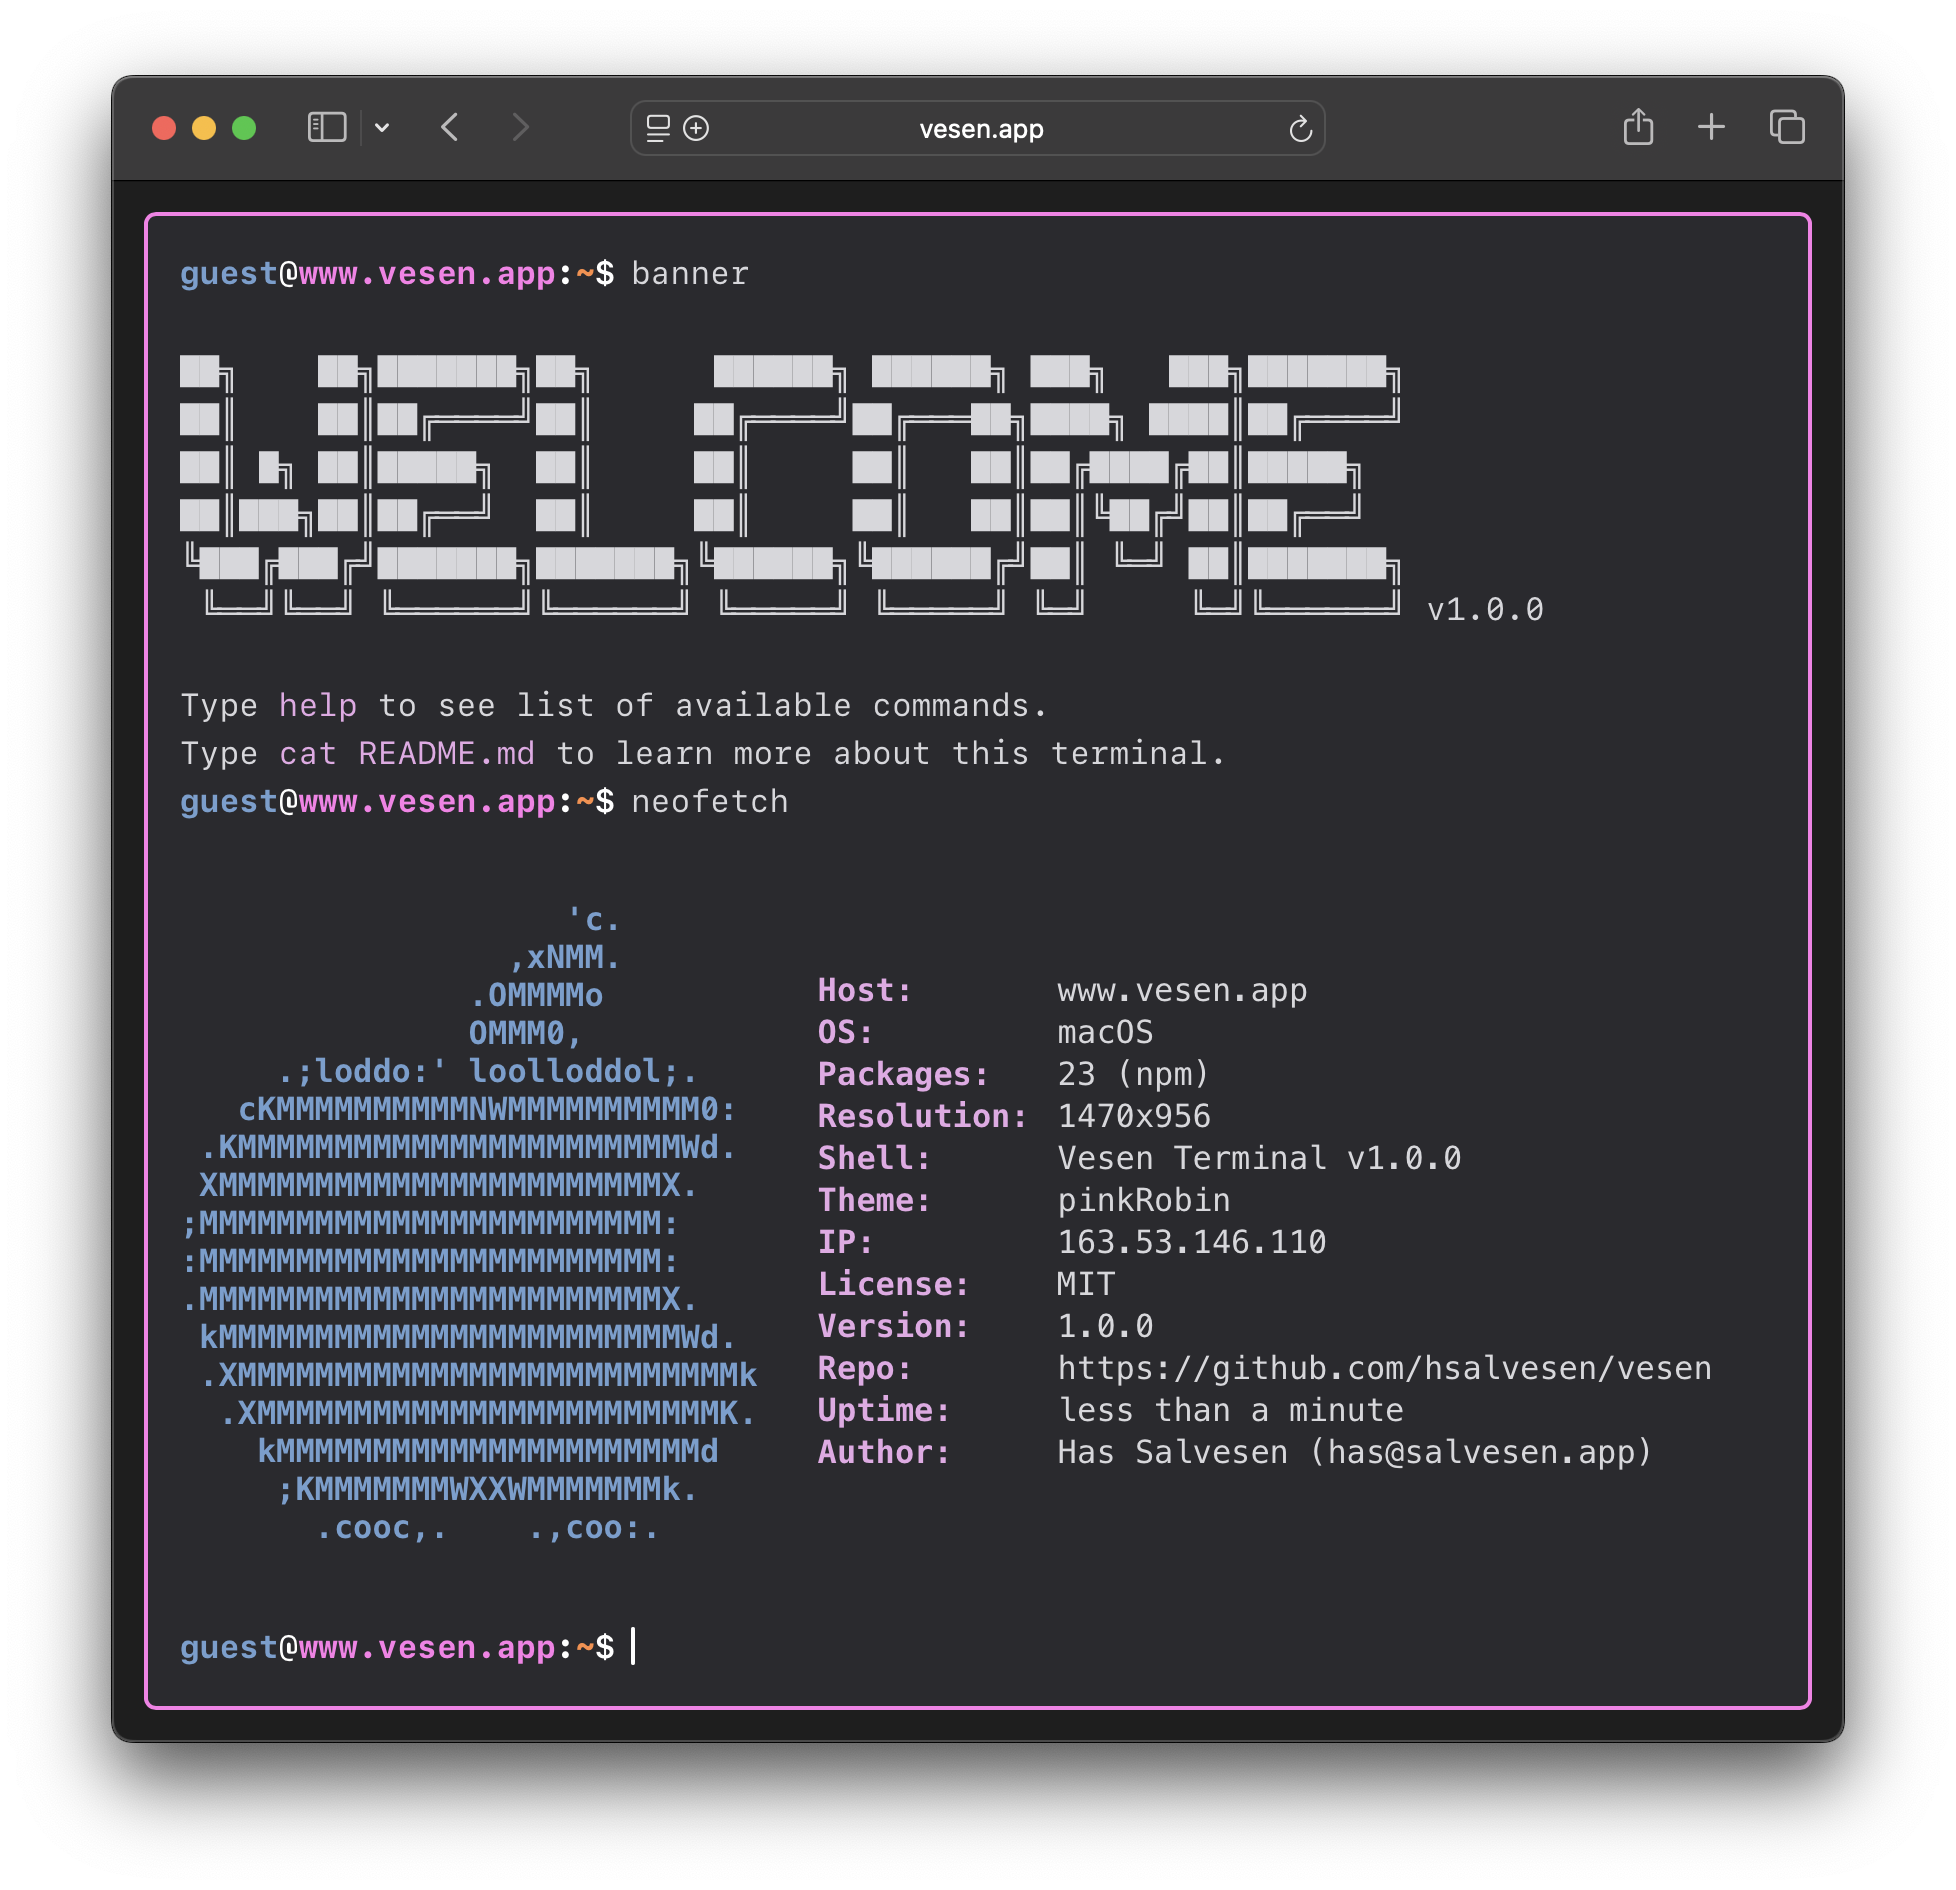 vesen.app
guest@www.vesen.app:~$ banner
██╗    ██╗███████╗██╗      ██████╗ ██████╗ ███╗   ███╗███████╗
██║    ██║██╔════╝██║     ██╔════╝██╔═══██╗████╗ ████║██╔════╝
██║ █╗ ██║█████╗  ██║     ██║     ██║   ██║██╔████╔██║█████╗
██║███╗██║██╔══╝  ██║     ██║     ██║   ██║██║╚██╔╝██║██╔══╝
╚███╔███╔╝███████╗███████╗╚██████╗╚██████╔╝██║ ╚═╝ ██║███████╗
 ╚══╝╚══╝ ╚══════╝╚══════╝ ╚═════╝ ╚═════╝ ╚═╝     ╚═╝╚══════╝ v1.0.0
Type help to see list of available commands.
Type cat README.md to learn more about this terminal.
guest@www.vesen.app:~$ neofetch
                    'c.
                 ,xNMM.
               .OMMMMo
               OMMM0,
     .;loddo:' loolloddol;.
   cKMMMMMMMMMMNWMMMMMMMMMM0:
 .KMMMMMMMMMMMMMMMMMMMMMMMWd.
 XMMMMMMMMMMMMMMMMMMMMMMMX.
;MMMMMMMMMMMMMMMMMMMMMMMM:
:MMMMMMMMMMMMMMMMMMMMMMMM:
.MMMMMMMMMMMMMMMMMMMMMMMMX.
 kMMMMMMMMMMMMMMMMMMMMMMMMWd.
 .XMMMMMMMMMMMMMMMMMMMMMMMMMMk
  .XMMMMMMMMMMMMMMMMMMMMMMMMK.
    kMMMMMMMMMMMMMMMMMMMMMMd
     ;KMMMMMMMWXXWMMMMMMMk.
       .cooc,.    .,coo:.
Host: www.vesen.app
OS: macOS
Packages: 23 (npm)
Resolution: 1470x956
Shell: Vesen Terminal v1.0.0
Theme: pinkRobin
IP: 163.53.146.110
License: MIT
Version: 1.0.0
Repo: https://github.com/hsalvesen/vesen
Uptime: less than a minute
Author: Has Salvesen (has@salvesen.app)
guest@www.vesen.app:~$